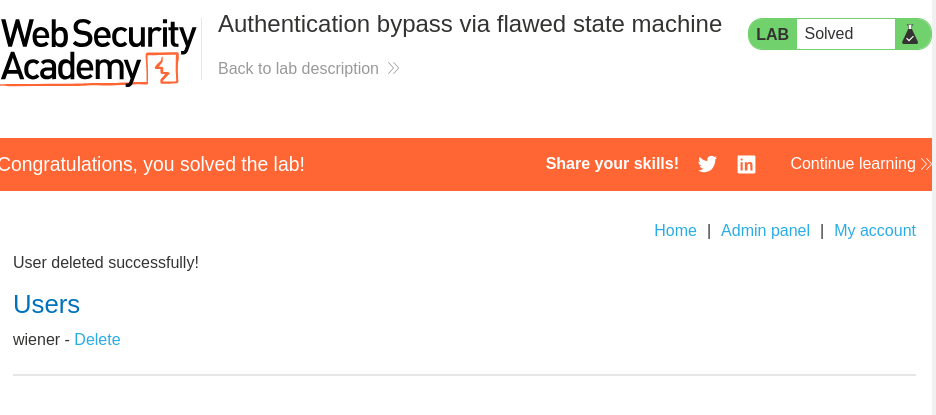 Web Security
Academy
Authentication bypass via flawed state machine
Back to lab description
LAB Solved
Congratulations, you solved the lab!
Share your skills!
Continue learning
Home | Admin panel | My account
User deleted successfully!
Users
wiener - Delete